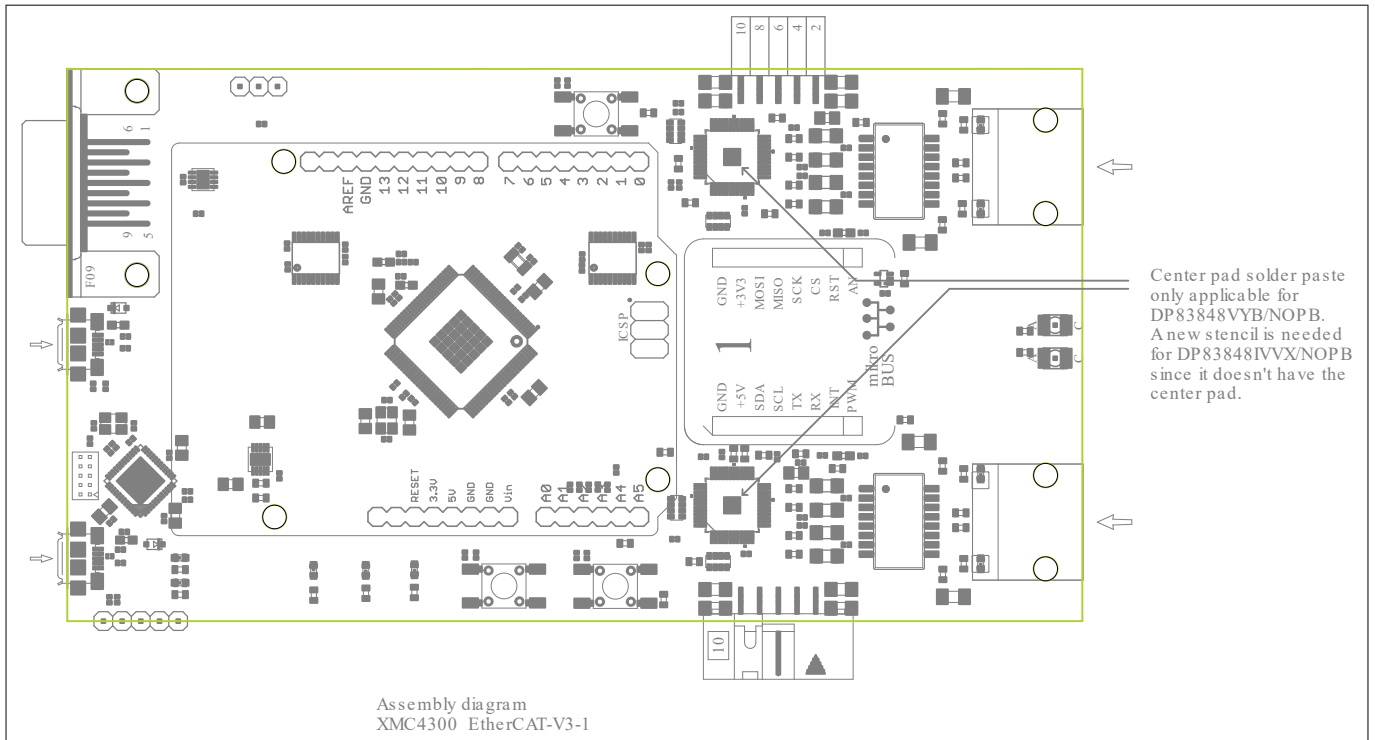 10 8 6 4 2
6 1
9 5
F09
AREF
GND
13
12
11
10
9
8
7
6
5
4
3
2
1
0
ICSP
GND
+3V3
MOSI
MISO
SCK
CS
RST
AN
1
mikro
BUS
GND
+5V
SDA
SCL
TX
RX
INT
PWM
C
C
Center pad solder paste
only applicable for
DP83848VYB/NOPB.
A new stencil is needed
for DP83848IVVX/NOPB
since it doesn't have the
center pad.
RESET
3.3V
5V
GND
GND
Vin
A0
A1
A4
A5
10
Assembly diagram
XMC4300 EtherCAT-V3-1